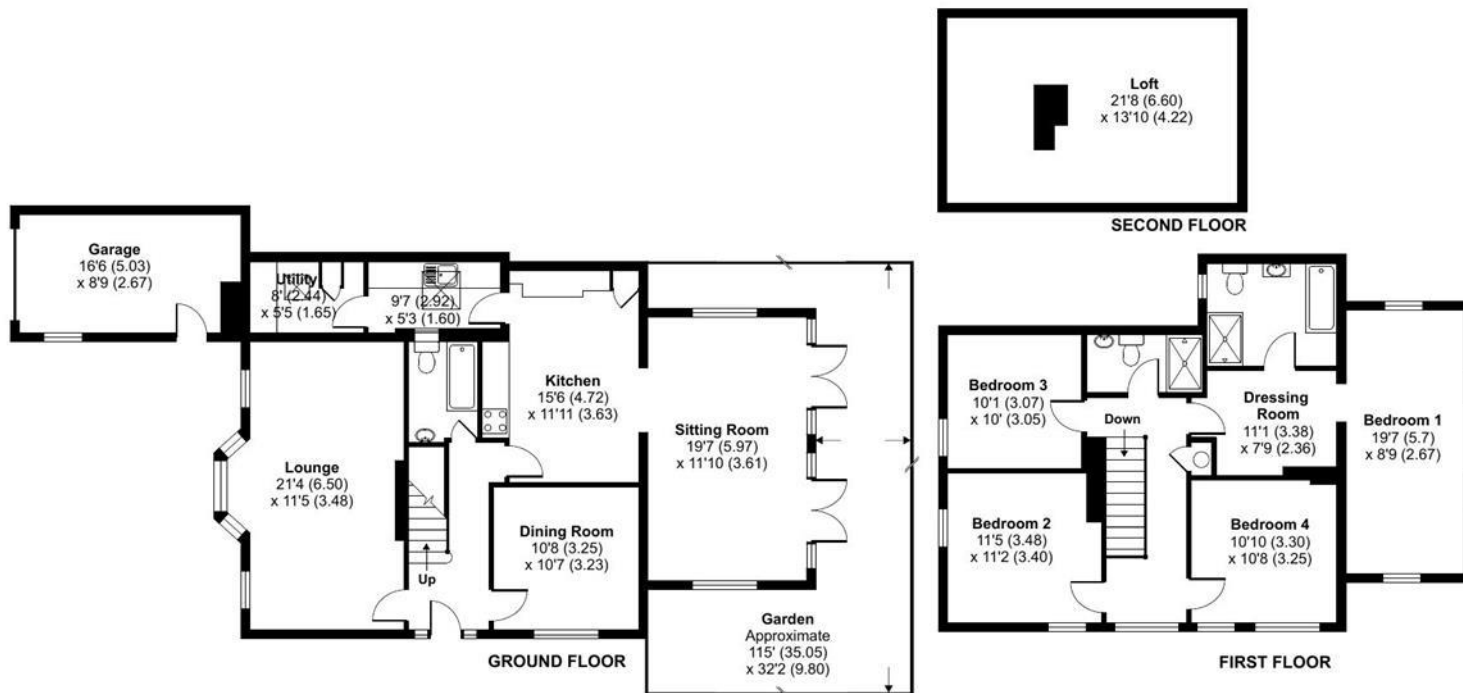 Loft
21'8 (6.60)
x 13'10 (4.22)
SECOND FLOOR
Garage
16'6 (5.03)
x 8'9 (2.67)
Utility
8' (2.44)
x 5'5 (1.65)
9'7 (2.92)
x 5'3 (1.60)
Kitchen
15'6 (4.72)
x 11'11 (3.63)
Sitting Room
19'7 (5.97)
x 11'10 (3.61)
Lounge
21'4 (6.50)
x 11'5 (3.48)
Dining Room
10'8 (3.25)
x 10'7 (3.23)
Up
Garden
Approximate
115' (35.05)
x 32'2 (9.80)
GROUND FLOOR
Bedroom 3
10'1 (3.07)
x 10' (3.05)
Down
Dressing
Room
11'1 (3.38)
x 7'9 (2.36)
Bedroom 1
19'7 (5.7)
x 8'9 (2.67)
Bedroom 2
11'5 (3.48)
x 11'2 (3.40)
Bedroom 4
10'10 (3.30)
x 10'8 (3.25)
FIRST FLOOR